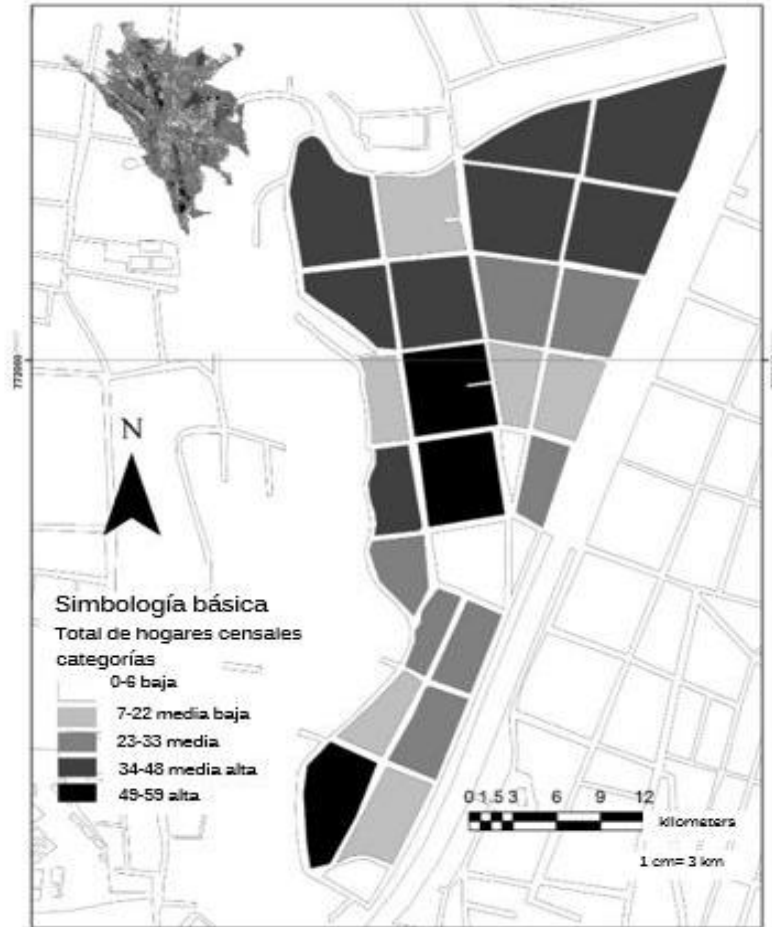 N
Simbología básica
Total de hogares censales
categorías
0-6 baja
7-22 media baja
23-33 media
34-48 media alta
49-59 alta
0 1.5 3 6 9 12
kilometers
1 cm= 3 km